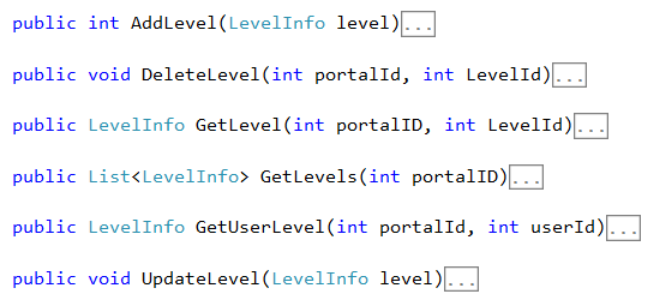 public int AddLevel(LevelInfo level)...
public void DeleteLevel(int portalId, int LevelId)...
public LevelInfo GetLevel(int portalID, int LevelId)...
public List<LevelInfo> GetLevels(int portalID)...
public LevelInfo GetUserLevel(int portalId, int userId)...
public void UpdateLevel(LevelInfo level)...